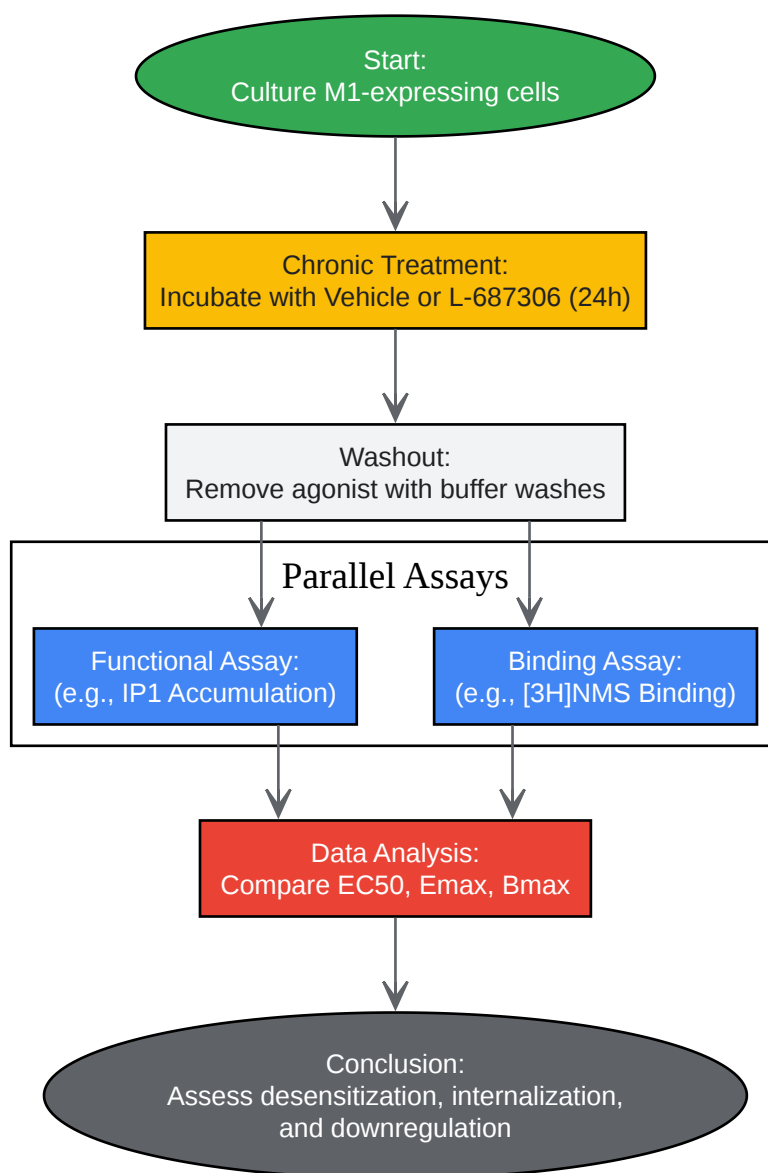 Start:
Culture M1-expressing cells
Chronic Treatment:
Incubate with Vehicle or L-687306 (24h)
Washout:
Remove agonist with buffer washes
Parallel Assays
Functional Assay:
(e.g., IP1 Accumulation)
Binding Assay:
(e.g., [3H]NMS Binding)
Data Analysis:
Compare EC50, Emax, Bmax
Conclusion:
Assess desensitization, internalization,
and downregulation